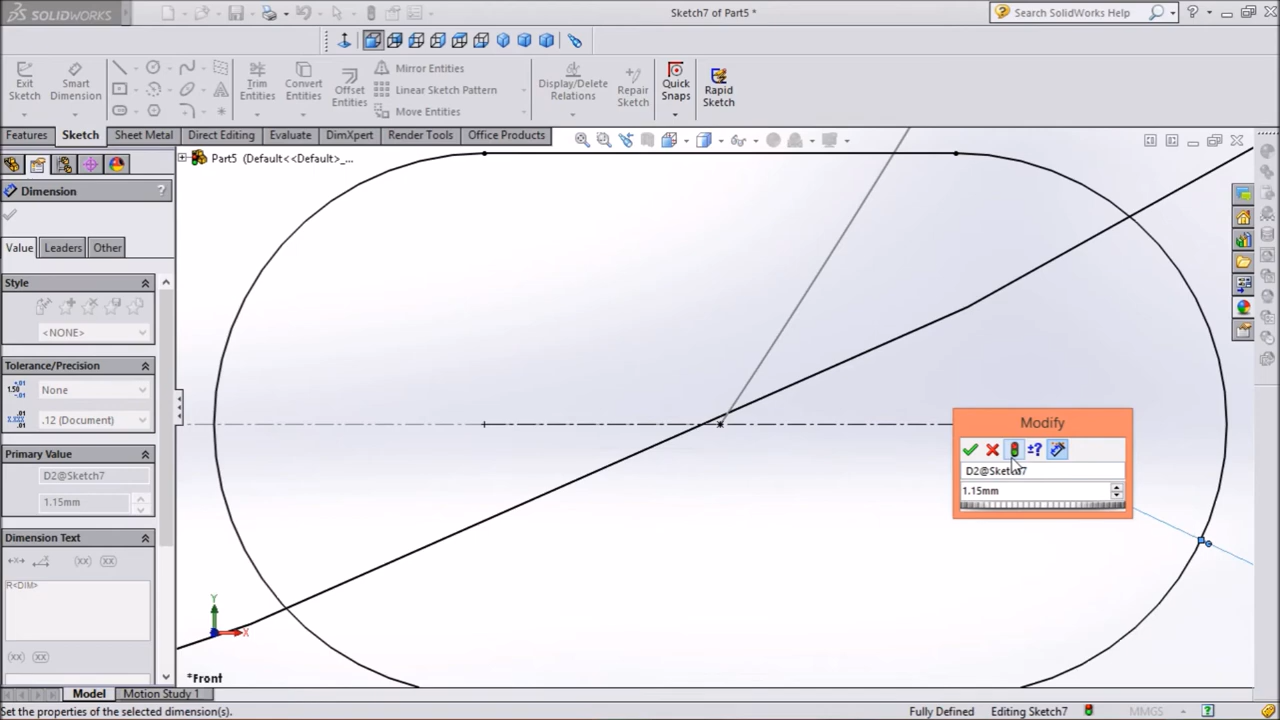 SOLIDWORKS
Sketch7 of Part5 *
Search SolidWorks Help
Exit Sketch
Smart Dimension
Trim Entities
Convert Entities
Offset Entities
Mirror Entities
Linear Sketch Pattern
Move Entities
Display/Delete Relations
Repair Sketch
Quick Snaps
Rapid Sketch
Features
Sketch
Sheet Metal
Direct Editing
Evaluate
DimXpert
Render Tools
Office Products
Part5 (Default<<Default>_...
Dimension
?
Value
Leaders
Other
Style
<NONE>
Tolerance/Precision
None
.12 (Document)
Primary Value
D2@Sketch7
1.15mm
Dimension Text
R<DIM>
Modify
D2@Sketch7
1.15mm
Y
X
*Front
Model
Motion Study 1
Set the properties of the selected dimension(s).
Fully Defined
Editing Sketch7
MMGS